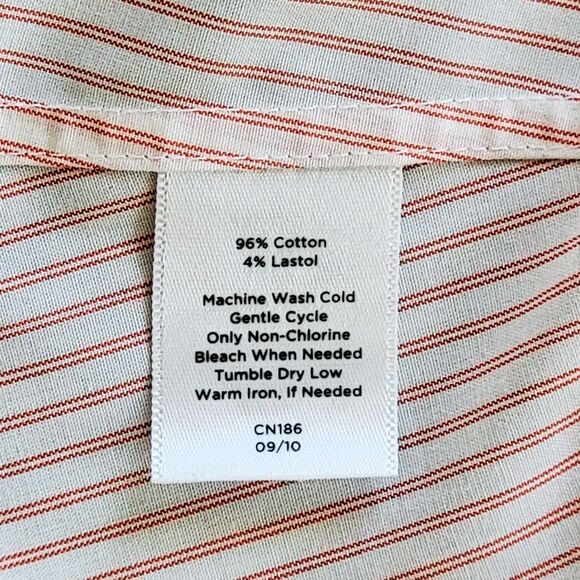 96% Cotton
4% Lastol
Machine Wash Cold
Gentle Cycle
Only Non-Chlorine
Bleach When Needed
Tumble Dry Low
Warm Iron, If Needed
CN186
09/10